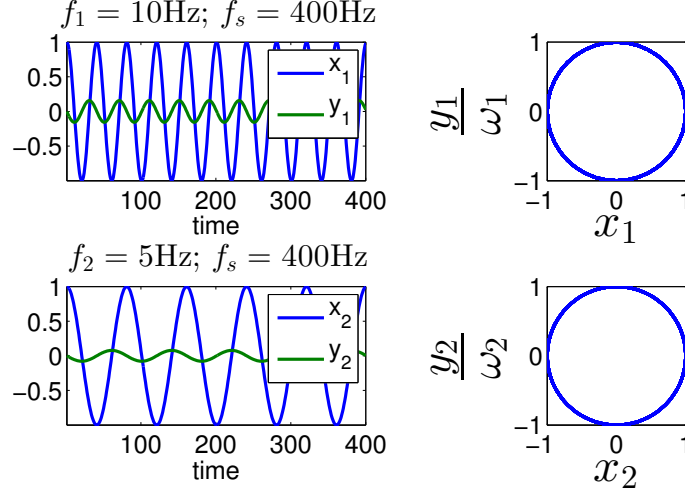 f₁ = 10Hz; fₛ = 400Hz
1
0.5
0
−0.5
x₁
y₁
100 200 300 400
time
y₁
ω₁
1
0
−1
−1 0 1
x₁
f₂ = 5Hz; fₛ = 400Hz
1
0.5
0
−0.5
x₂
y₂
100 200 300 400
time
y₂
ω₂
1
0
−1
−1 0 1
x₂